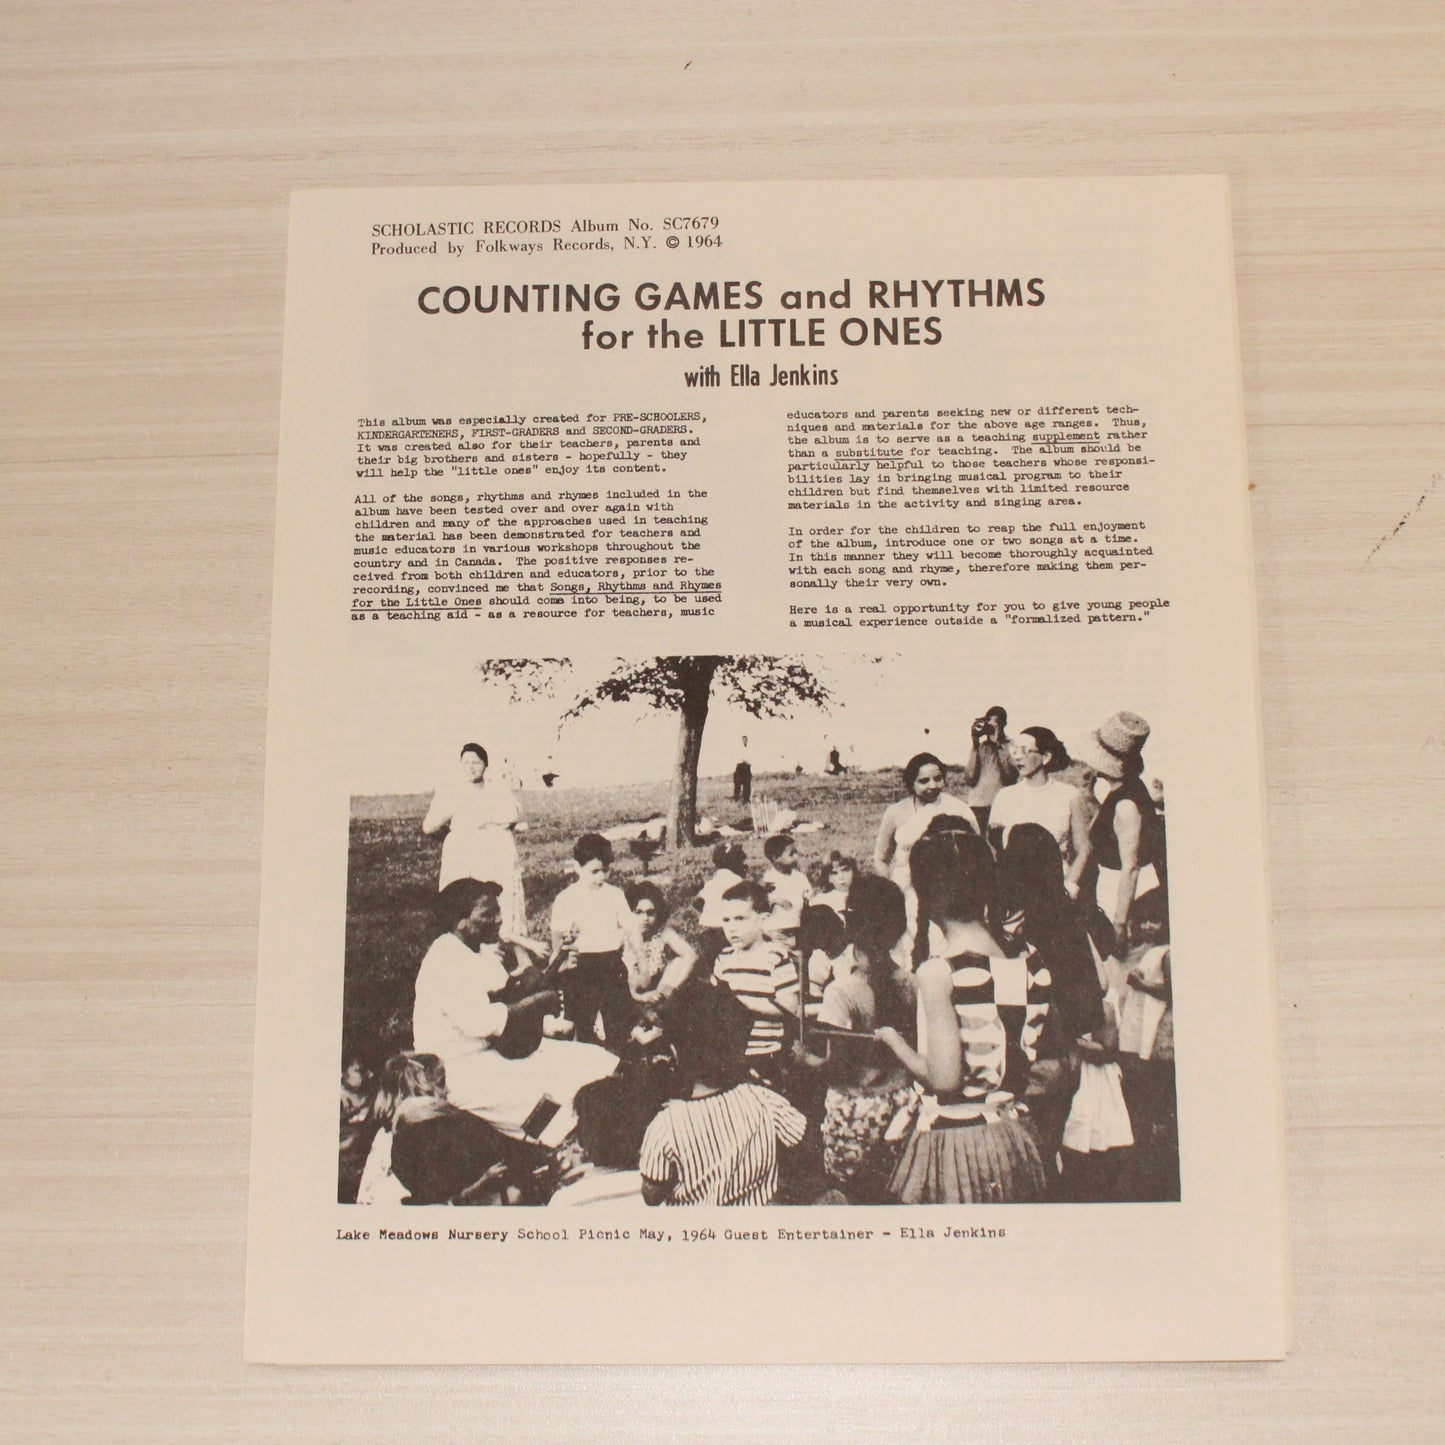 SCHOLASTIC RECORDS Album No. SC7679
Produced by Folkways Records, N.Y. © 1964
COUNTING GAMES and RHYTHMS
for the LITTLE ONES
with Ella Jenkins
This album was especially created for PRE-SCHOOLERS,
KINDERGARTENERS, FIRST-GRADERS and SECOND-GRADERS.
It was created also for their teachers, parents and
their big brothers and sisters - hopefully - they
will help the "little ones" enjoy its content.
All of the songs, rhythms and rhymes included in the
album have been tested over and over again with
children and many of the approaches used in teaching
the material has been demonstrated for teachers and
music educators in various workshops throughout the
country and in Canada. The positive responses re-
ceived from both children and educators, prior to the
recording, convinced me that Songs, Rhythms and Rhymes
for the Little Ones should come into being, to be used
as a teaching aid - as a resource for teachers, music
educators and parents seeking new or different tech-
niques and materials for the above age ranges. Thus,
the album is to serve as a teaching supplement rather
than a substitute for teaching. The album should be
particularly helpful to those teachers whose responsi-
bilities lay in bringing musical program to their
children but find themselves with limited resource
materials in the activity and singing area.
In order for the children to reap the full enjoyment
of the album, introduce one or two songs at a time.
In this manner they will become thoroughly acquainted
with each song and rhyme, therefore making them per-
sonally their very own.
Here is a real opportunity for you to give young people
a musical experience outside a "formalized pattern."
Lake Meadows Nursery School Picnic May, 1964 Guest Entertainer - Ella Jenkins